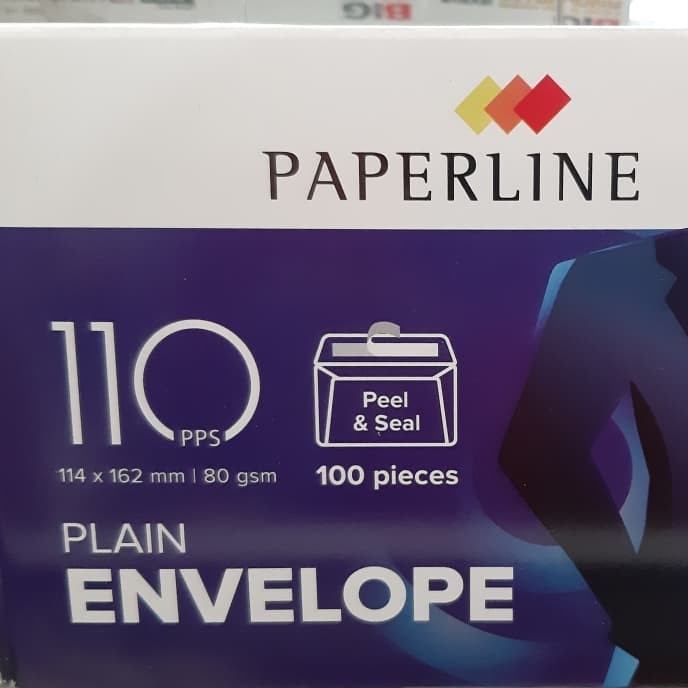 PAPERLINE
110
PPS
114 x 162 mm | 80 gsm
Peel
& Seal
100 pieces
PLAIN
ENVELOPE